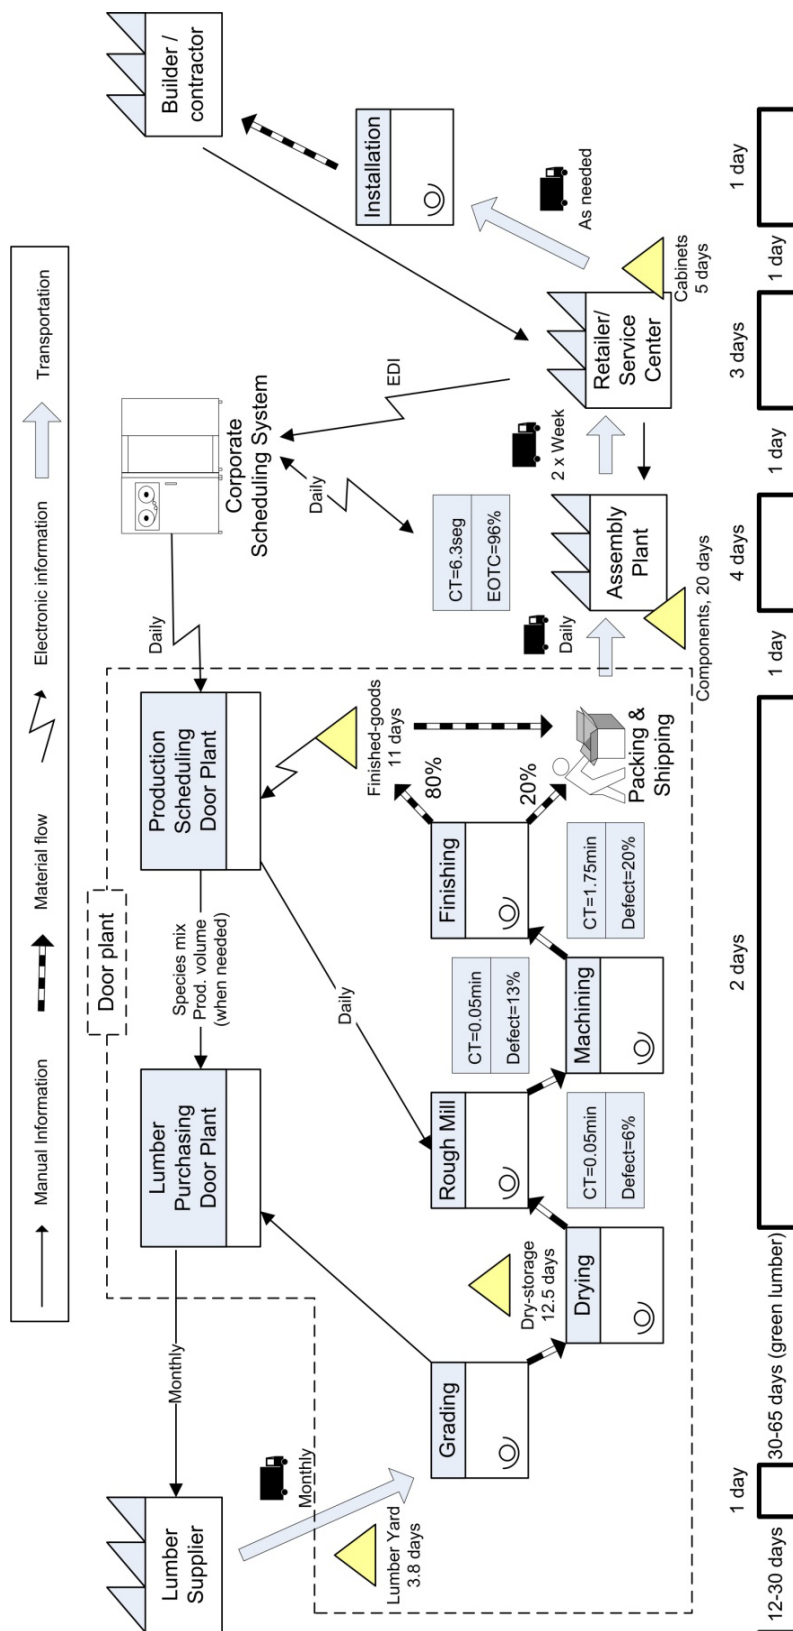 Manual Information
Material flow
Electronic information
Transportation
Door plant
Lumber
Supplier
Monthly
Lumber
Purchasing
Door Plant
Species mix
Prod. volume
(when needed)
Production
Scheduling
Door Plant
Daily
Corporate
Scheduling System
Builder /
contractor
Monthly
Lumber Yard
3.8 days
Grading
Dry-storage
12.5 days
Drying
Rough Mill
CT=0.05min
Defect=6%
Daily
CT=0.05min
Defect=13%
Machining
Finishing
CT=1.75min
Defect=20%
80%
20%
Finished-goods
11 days
Packing &
Shipping
Daily
Components, 20 days
Daily
CT=6.3seg
EOTC=96%
Assembly
Plant
2 x Week
EDI
Retailer/
Service
Center
Cabinets
5 days
As needed
Installation
12-30 days
1 day
30-65 days (green lumber)
2 days
1 day
4 days
1 day
3 days
1 day
1 day